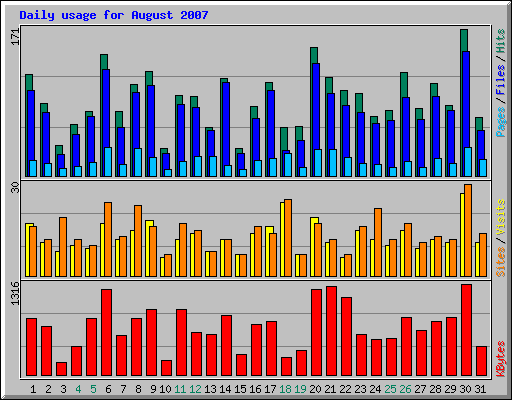 Daily usage for August 2007
171
Pages / Files / Hits
30
Sites / Visits
1316
KBytes
1 2 3 4 5 6 7 8 9 10 11 12 13 14 15 16 17 18 19 20 21 22 23 24 25 26 27 28 29 30 31